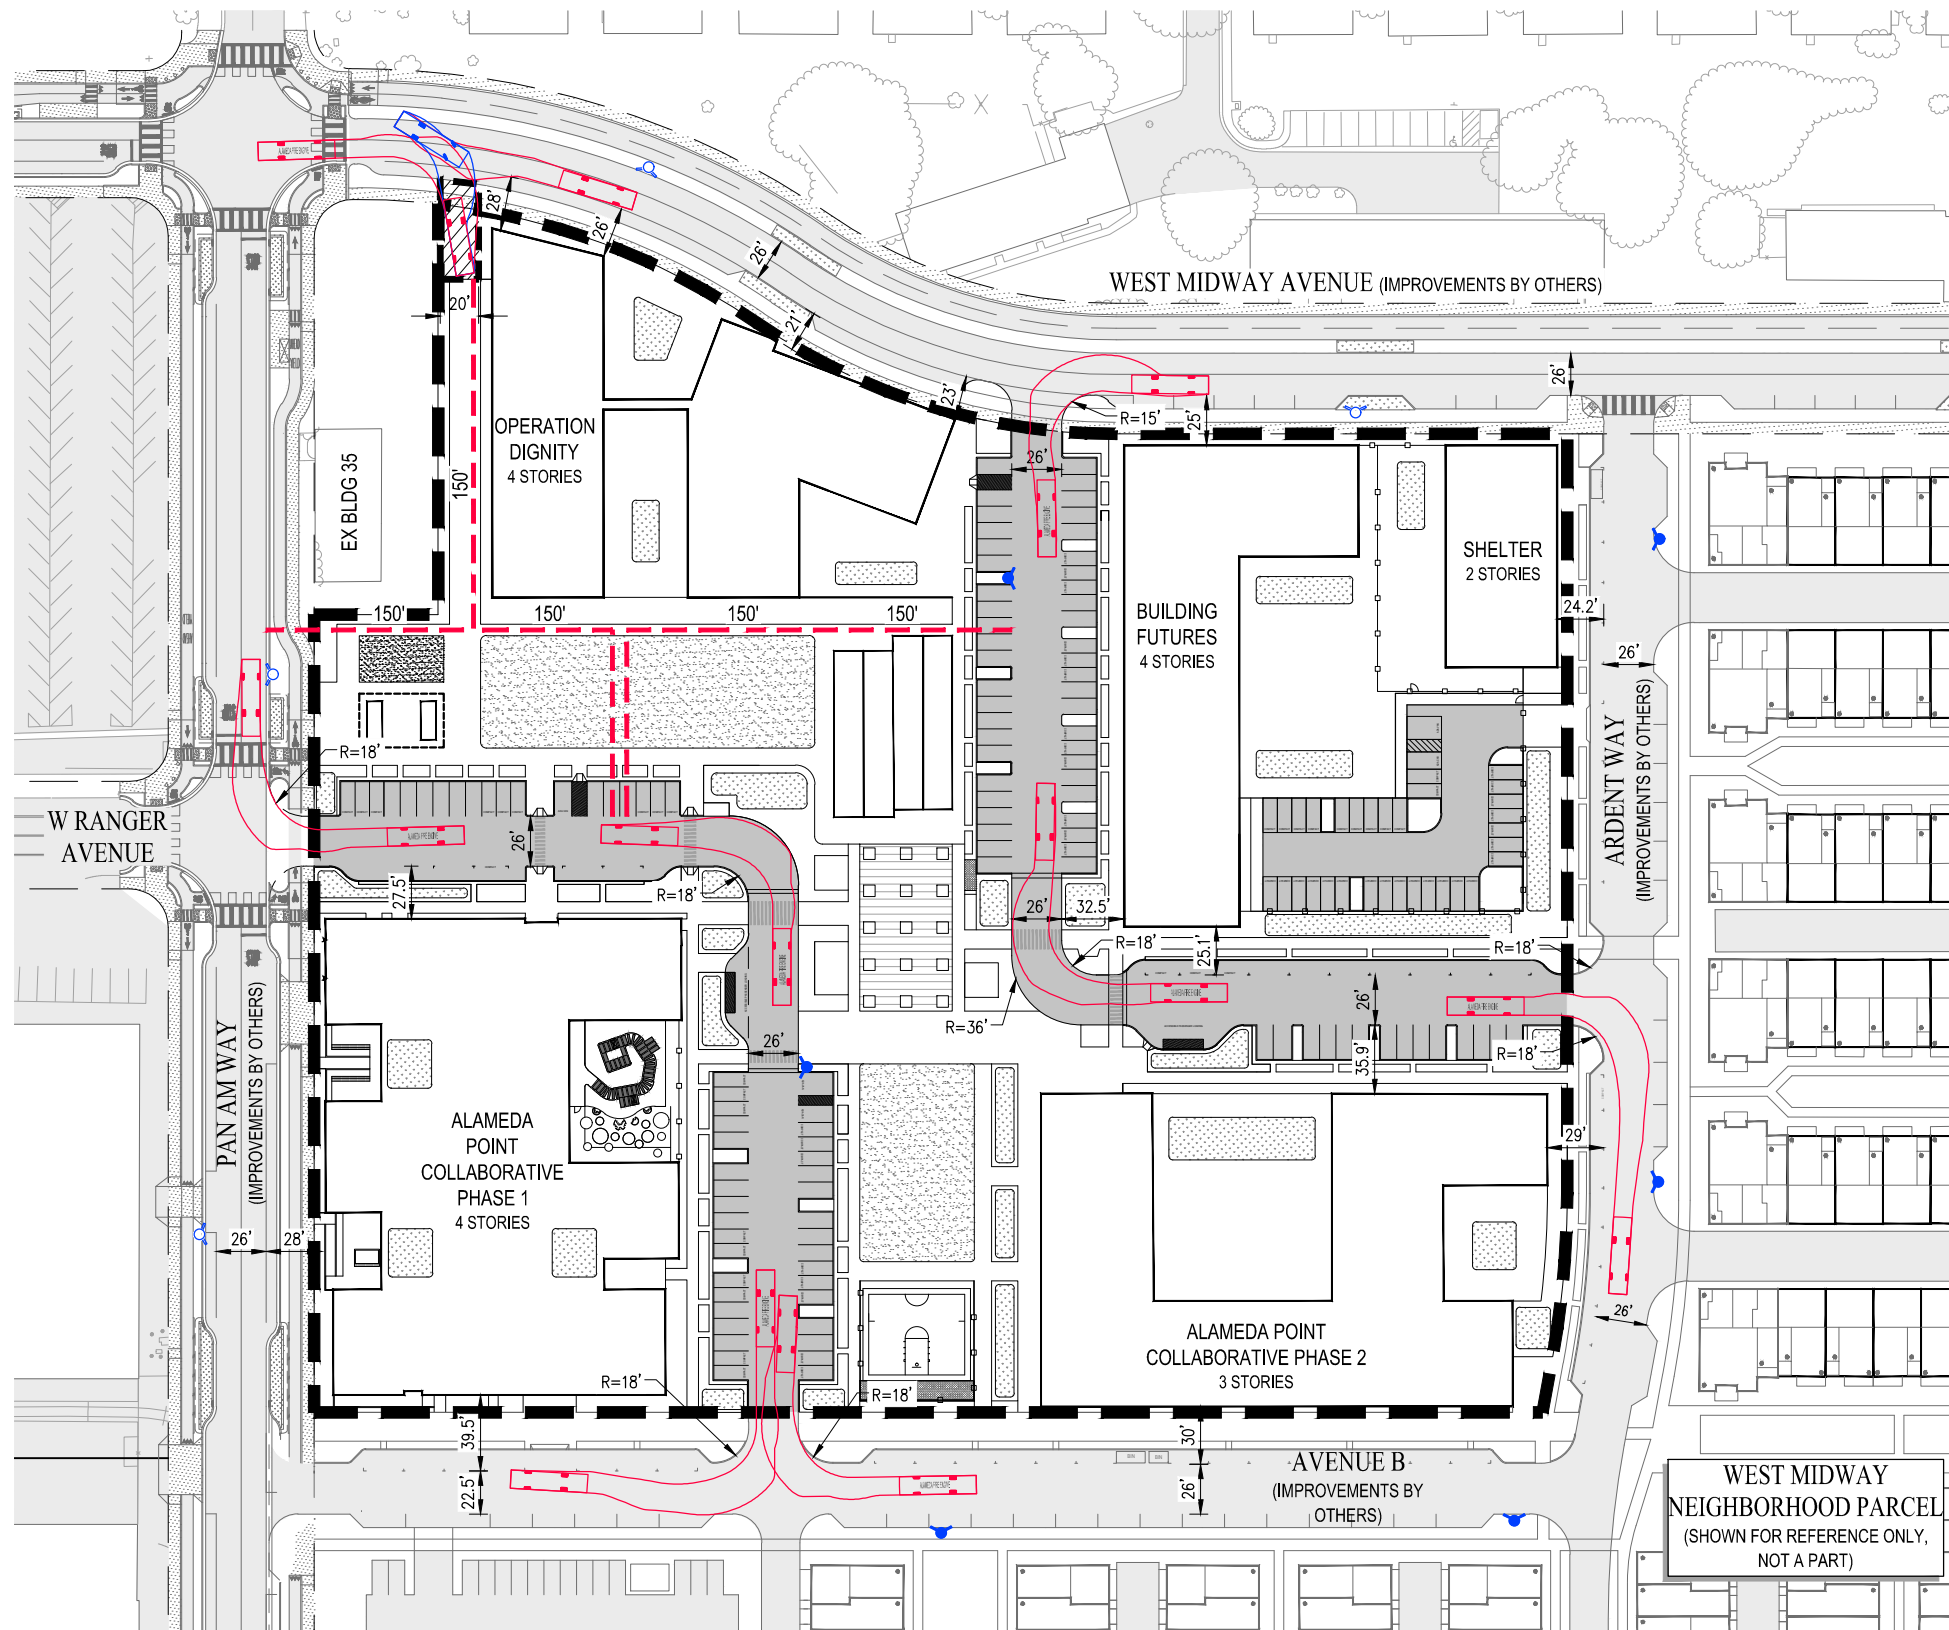 WEST MIDWAY AVENUE (IMPROVEMENTS BY OTHERS)
28'
26'
26'
21'
23'
20'
26'
R=15'
25'
26'
OPERATION
DIGNITY
4 STORIES
EX BLDG 35
150'
150'
150'
150'
150'
BUILDING
FUTURES
4 STORIES
SHELTER
2 STORIES
24.2'
26'
ARDENT WAY
(IMPROVEMENTS BY OTHERS)
R=18'
W RANGER
AVENUE
ALAMEDA FIRE ENGINE
26'
27.5'
R=18'
26'
32.5'
R=18'
25.1'
R=18'
R=36'
26'
R=18'
35.9'
26'
PAN AM WAY
(IMPROVEMENTS BY OTHERS)
26'
28'
ALAMEDA
POINT
COLLABORATIVE
PHASE 1
4 STORIES
29'
26'
ALAMEDA POINT
COLLABORATIVE PHASE 2
3 STORIES
R=18'
R=18'
39.5'
22.5'
30'
26'
AVENUE B
(IMPROVEMENTS BY
OTHERS)
WEST MIDWAY
NEIGHBORHOOD PARCEL
(SHOWN FOR REFERENCE ONLY,
NOT A PART)